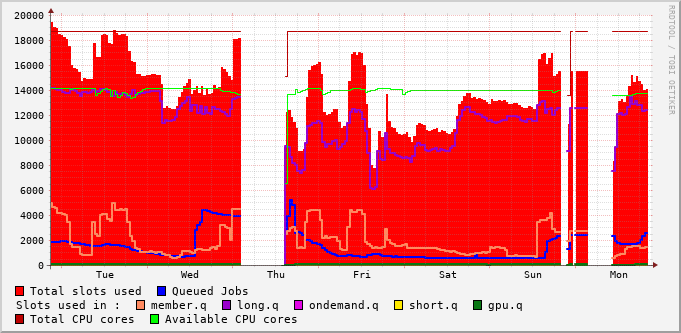 20000
18000
16000
14000
12000
10000
8000
6000
4000
2000
0
Tue Wed Thu Fri Sat Sun Mon
RRDTOOL / TOBI OETIKER
Total slots used Queued Jobs
Slots used in : member.q long.q ondemand.q short.q gpu.q
Total CPU cores Available CPU cores